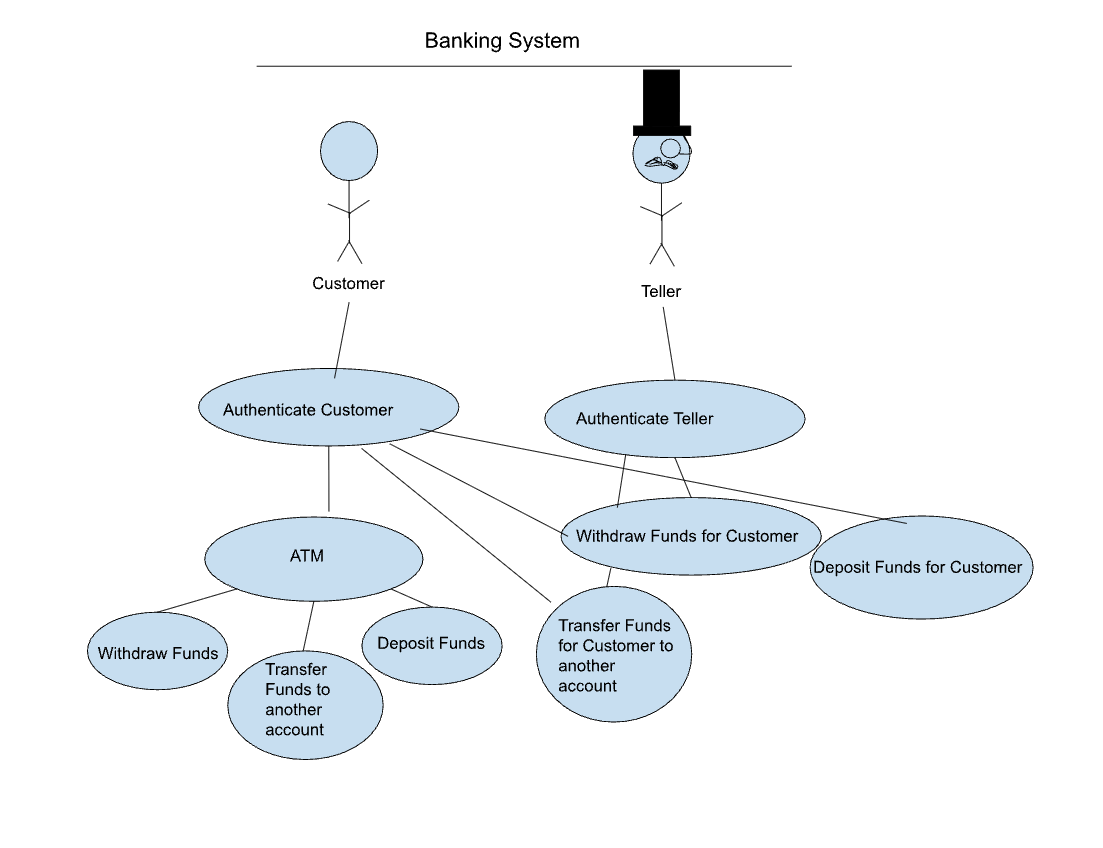 Banking System
Customer
Teller
Authenticate Customer
Authenticate Teller
ATM
Withdraw Funds for Customer
Deposit Funds for Customer
Withdraw Funds
Transfer
Funds to
another
account
Deposit Funds
Transfer Funds
for Customer to
another
account